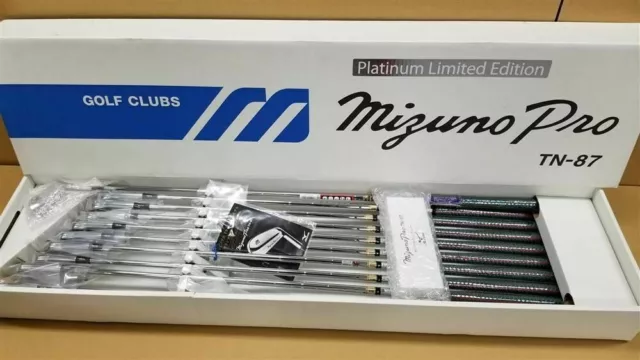 Platinum Limited Edition
GOLF CLUBS
Mizuno Pro
TN-87